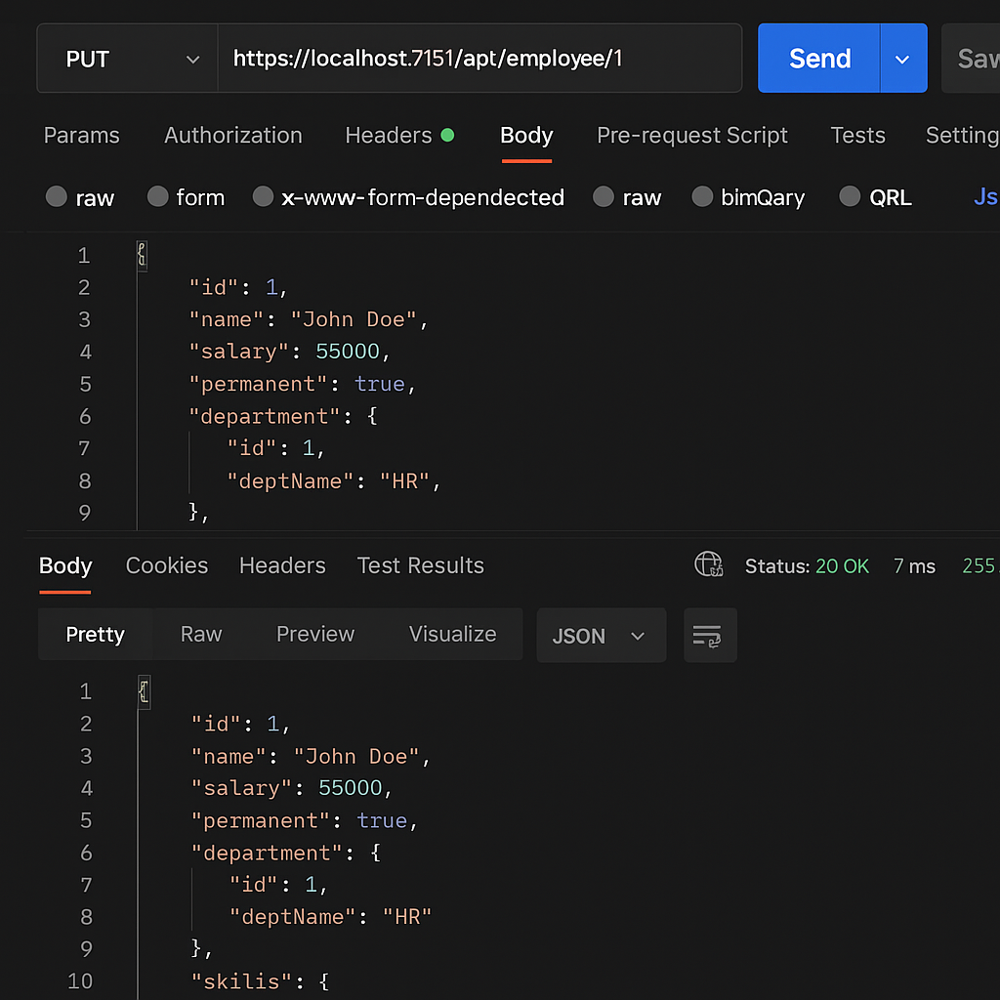 PUT https://localhost.7151/apt/employee/1 Send Saw
Params Authorization Headers Body Pre-request Script Tests Setting
raw form x-www-form-dependected raw bimQary QRL Js
1 {
2 "id": 1,
3 "name": "John Doe",
4 "salary": 55000,
5 "permanent": true,
6 "department": {
7 "id": 1,
8 "deptName": "HR",
9 },
Body Cookies Headers Test Results Status: 20 OK 7 ms 255
Pretty Raw Preview Visualize JSON
1 {
2 "id": 1,
3 "name": "John Doe",
4 "salary": 55000,
5 "permanent": true,
6 "department": {
7 "id": 1,
8 "deptName": "HR"
9 },
10 "skilis": {